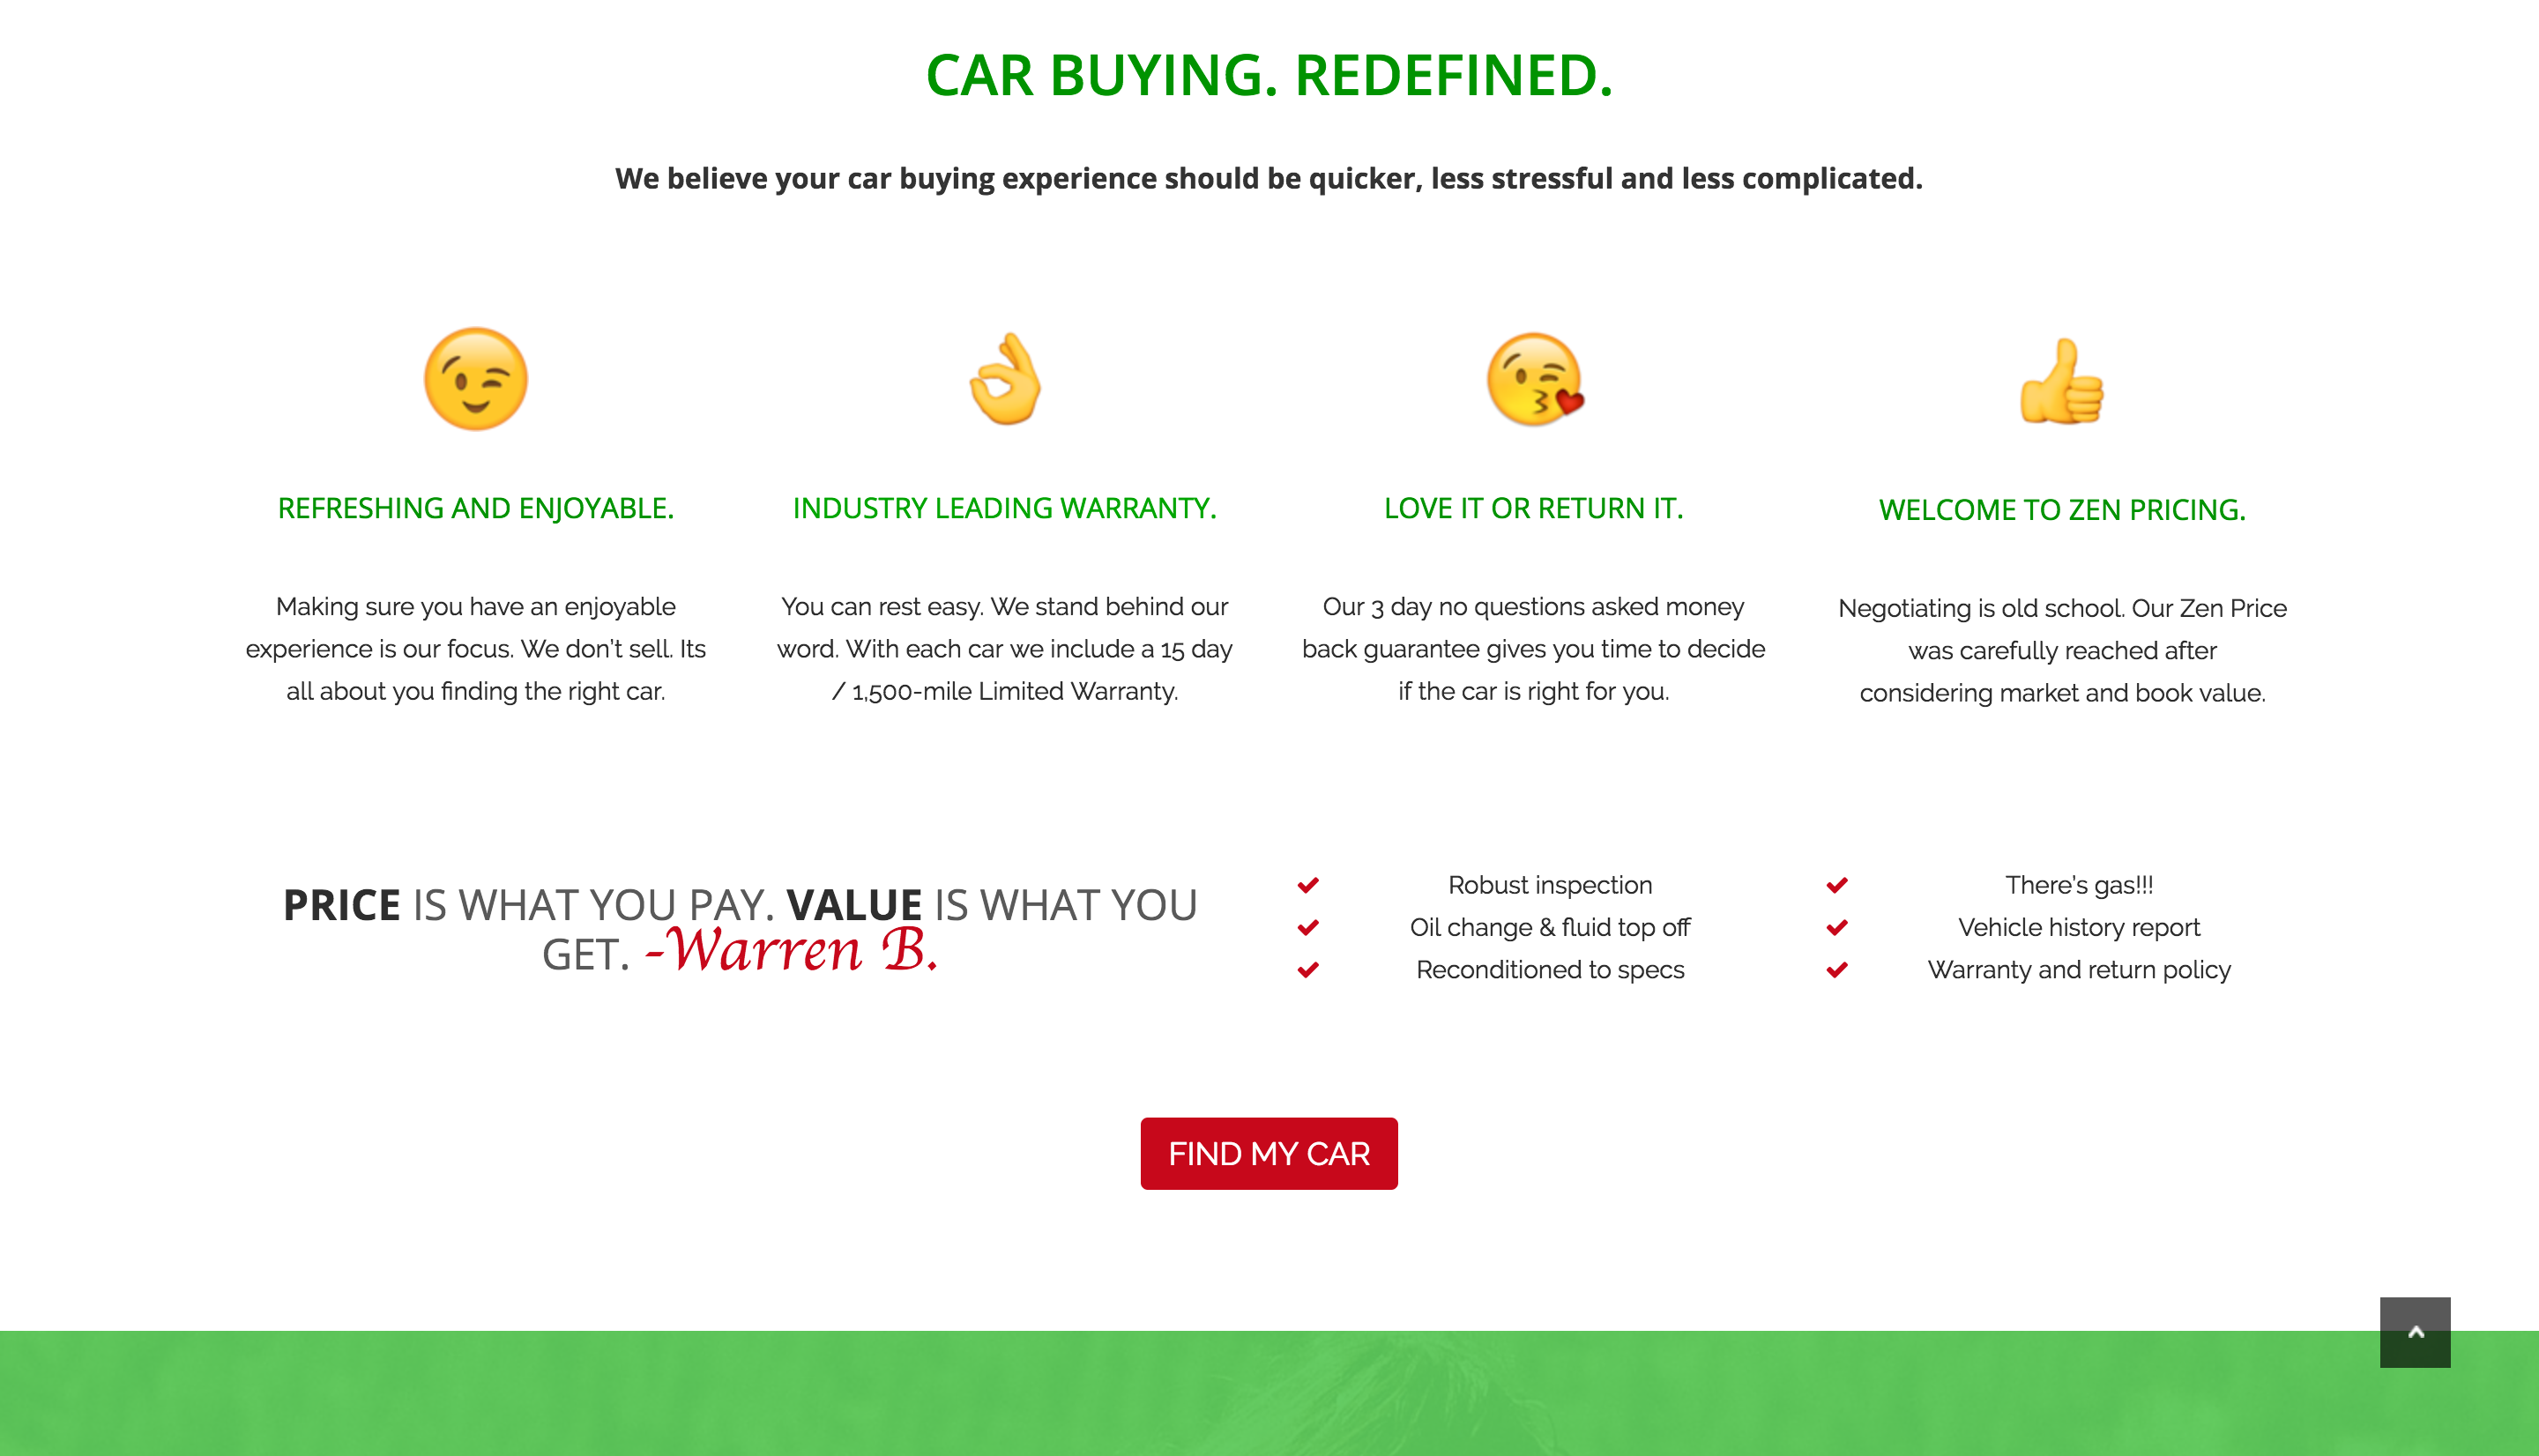 CAR BUYING. REDEFINED.
We believe your car buying experience should be quicker, less stressful and less complicated.
REFRESHING AND ENJOYABLE.
Making sure you have an enjoyable
experience is our focus. We don't sell. Its
all about you finding the right car.
INDUSTRY LEADING WARRANTY.
You can rest easy. We stand behind our
word. With each car we include a 15 day
/ 1,500-mile Limited Warranty.
LOVE IT OR RETURN IT.
Our 3 day no questions asked money
back guarantee gives you time to decide
if the car is right for you.
WELCOME TO ZEN PRICING.
Negotiating is old school. Our Zen Price
was carefully reached after
considering market and book value.
PRICE IS WHAT YOU PAY. VALUE IS WHAT YOU
GET. -Warren B.
Robust inspection
Oil change & fluid top off
Reconditioned to specs
There's gas!!!
Vehicle history report
Warranty and return policy
FIND MY CAR